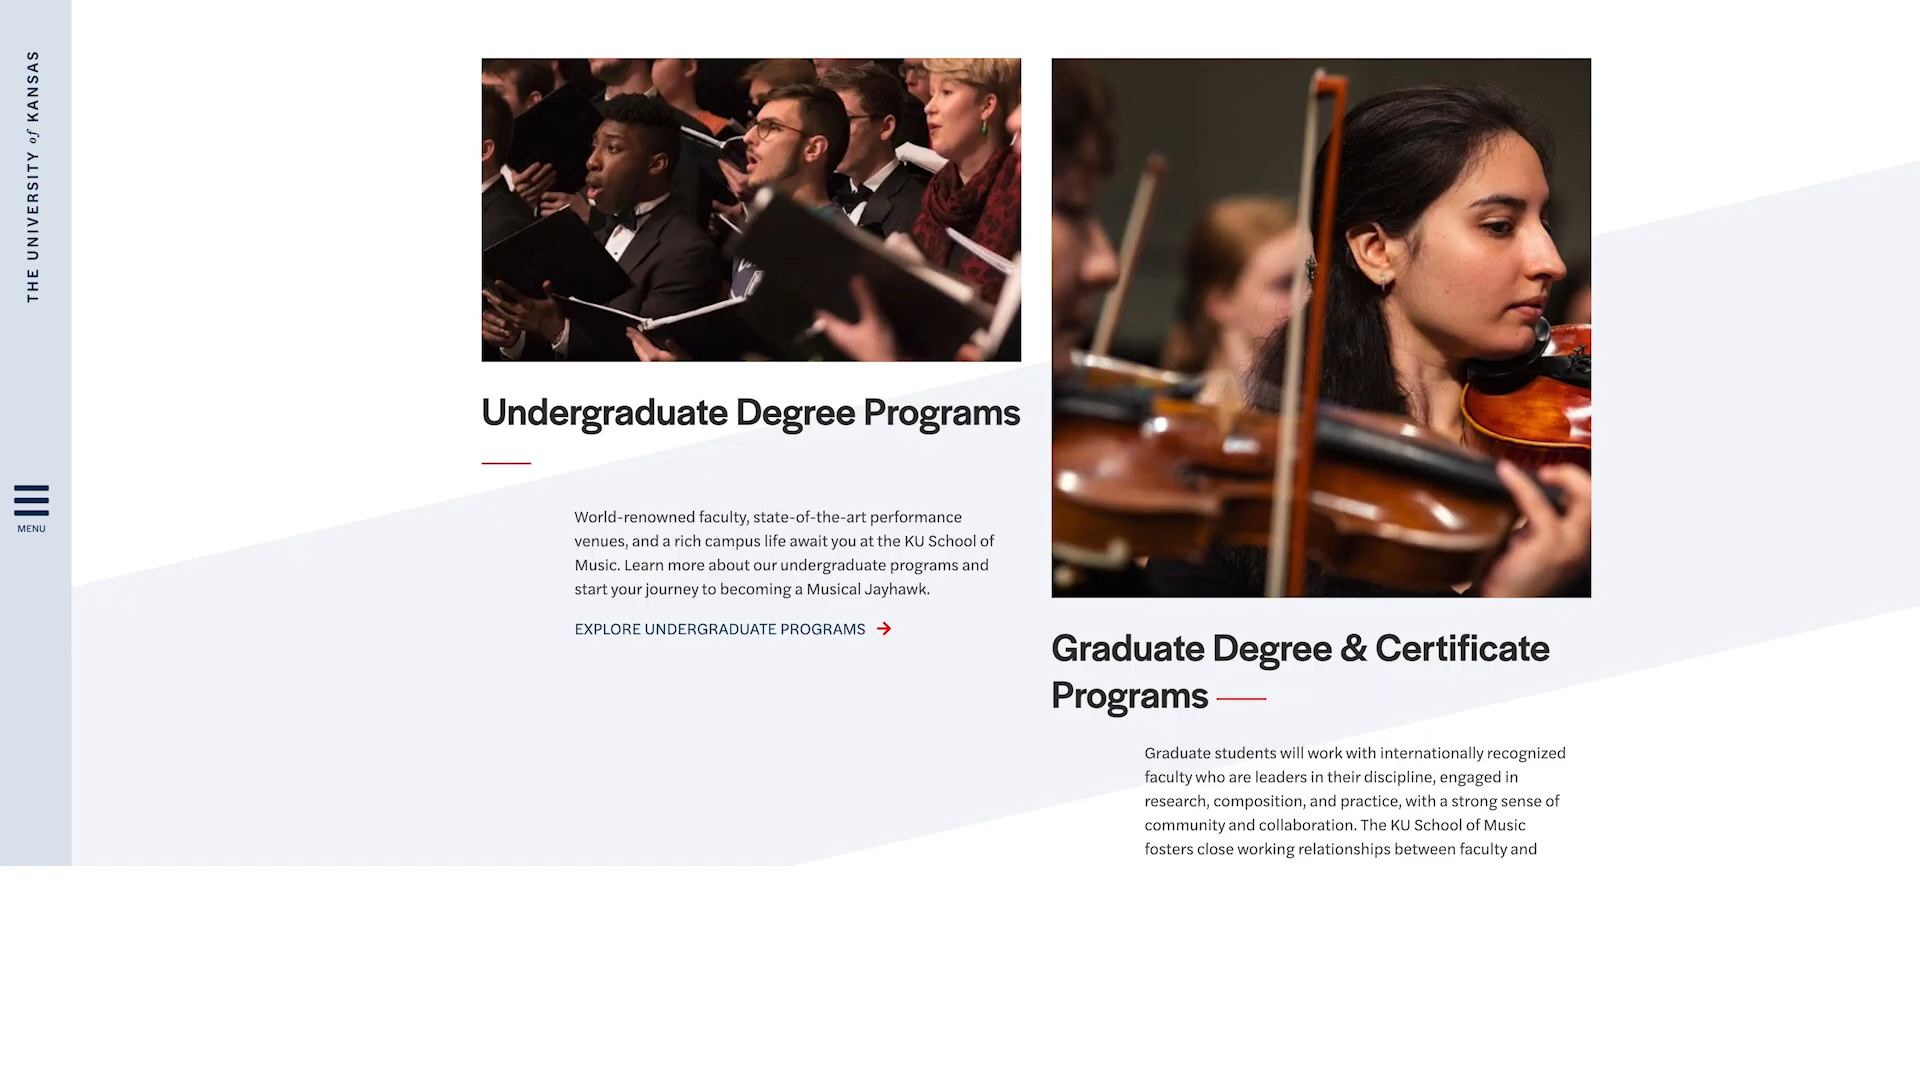 THE UNIVERSITY of KANSAS
MENU
Undergraduate Degree Programs
World-renowned faculty, state-of-the-art performance
venues, and a rich campus life await you at the KU School of
Music. Learn more about our undergraduate programs and
start your journey to becoming a Musical Jayhawk.
EXPLORE UNDERGRADUATE PROGRAMS
Graduate Degree & Certificate
Programs
Graduate students will work with internationally recognized
faculty who are leaders in their discipline, engaged in
research, composition, and practice, with a strong sense of
community and collaboration. The KU School of Music
fosters close working relationships between faculty and